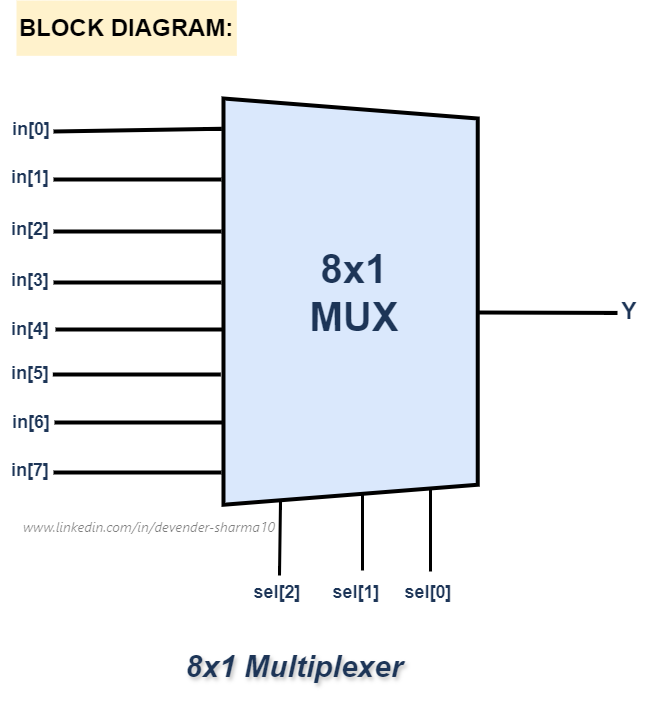 BLOCK DIAGRAM:
in[0]
in[1]
in[2]
in[3]
in[4]
in[5]
in[6]
in[7]
8x1
MUX
Y
www.linkedin.com/in/devender-sharma10
sel[2] sel[1] sel[0]
8x1 Multiplexer